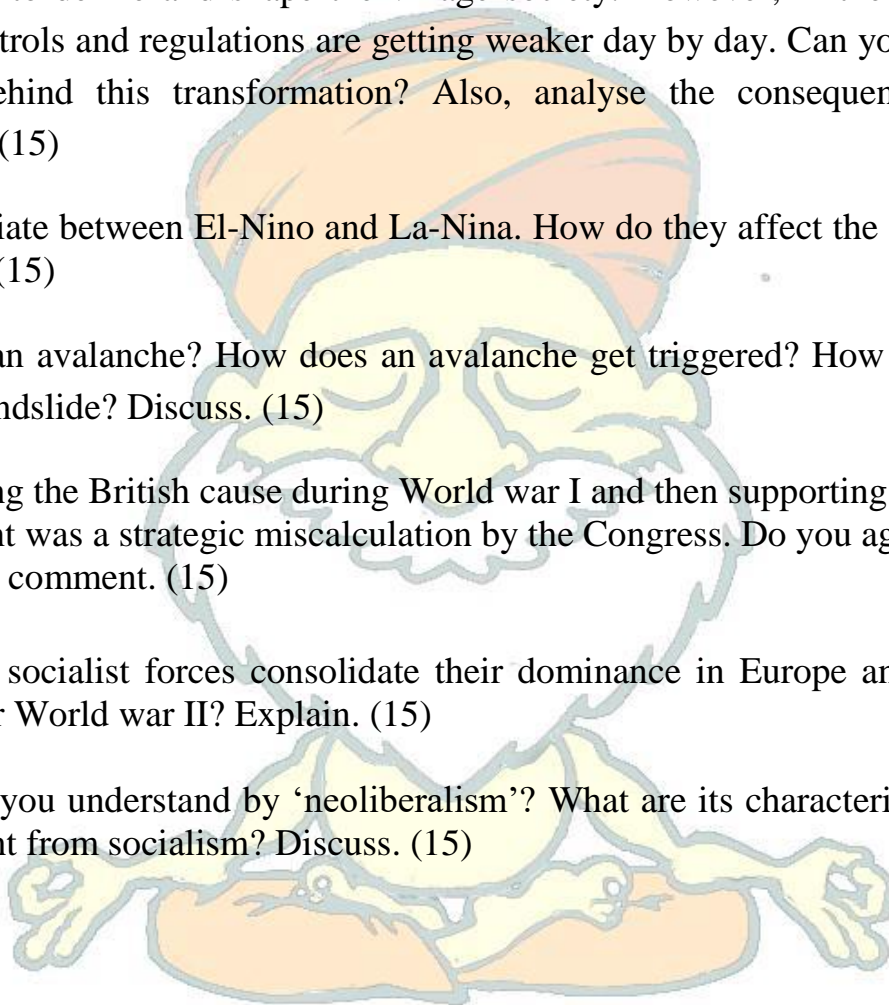 trols and regulations are getting weaker day by day. Can yo
ehind this transformation? Also, analyse the consequen
(15)
iate between El-Nino and La-Nina. How do they affect the
(15)
an avalanche? How does an avalanche get triggered? How
ndslide? Discuss. (15)
ng the British cause during World war I and then supporting
nt was a strategic miscalculation by the Congress. Do you ag
comment. (15)
socialist forces consolidate their dominance in Europe an
r World war II? Explain. (15)
you understand by ‘neoliberalism’? What are its characteri
nt from socialism? Discuss. (15)